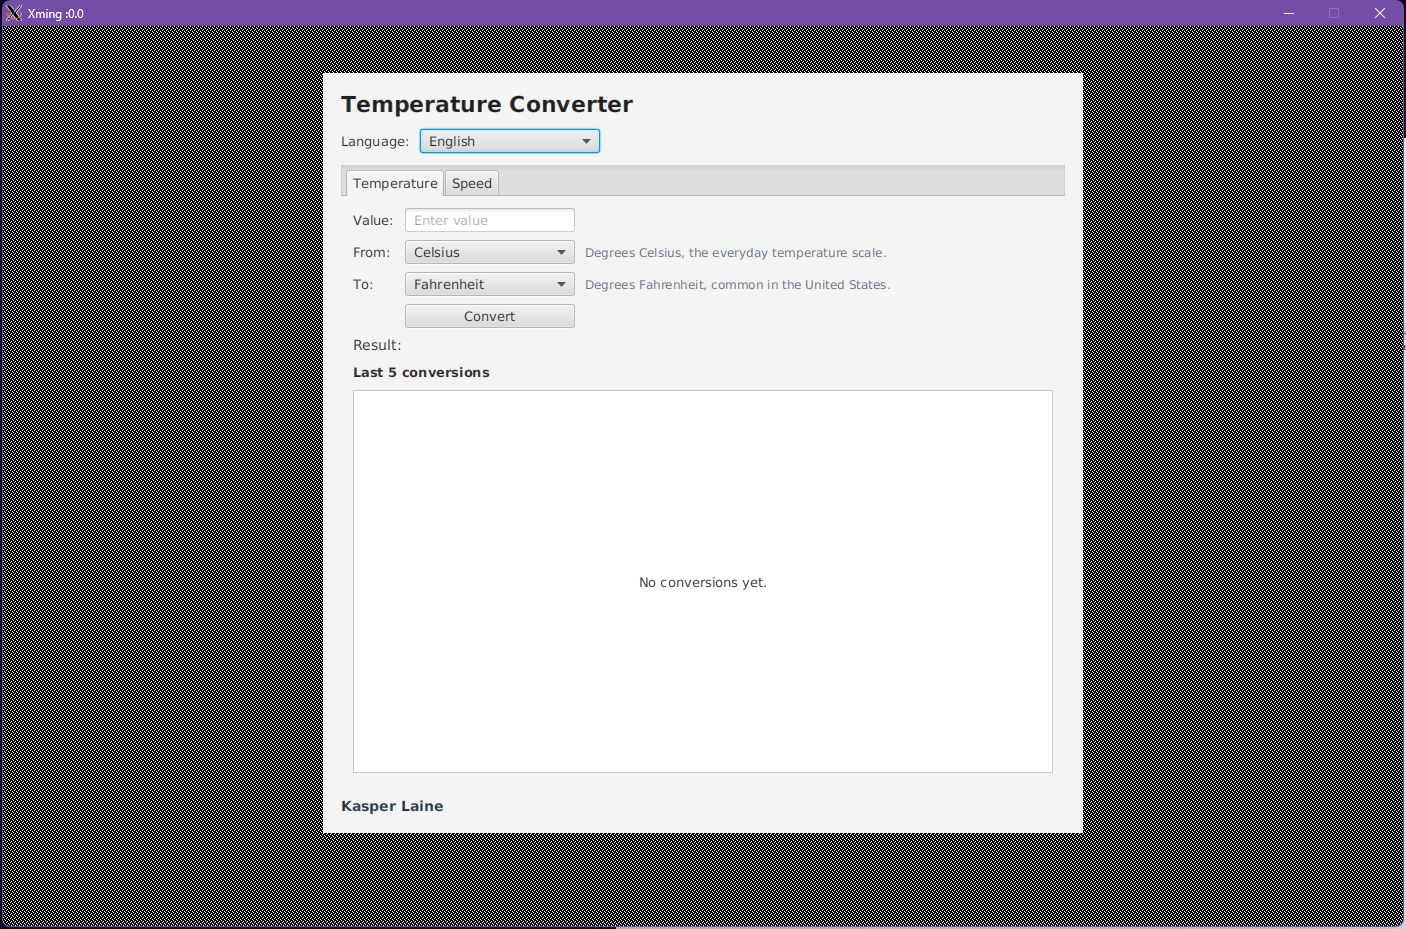 Xming :0.0
Temperature Converter
Language: English
Temperature Speed
Value: Enter value
From: Celsius Degrees Celsius, the everyday temperature scale.
To: Fahrenheit Degrees Fahrenheit, common in the United States.
Convert
Result:
Last 5 conversions
No conversions yet.
Kasper Laine